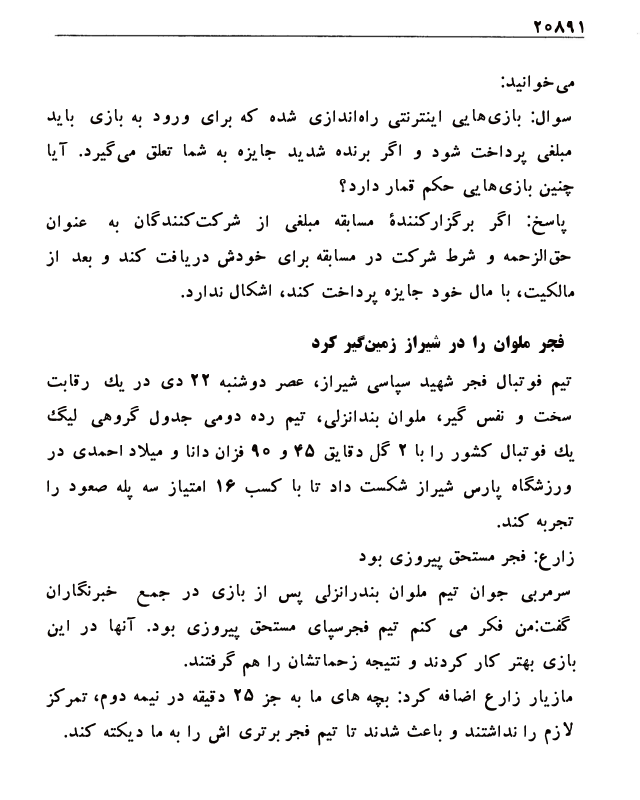 ۲۰۸۹۱
می‌خوانید:
سوال: بازی‌هایی اینترنتی راه‌اندازی شده که برای ورود به بازی باید
مبلغی پرداخت شود و اگر برنده شدید جایزه به شما تعلق می‌گیرد. آیا
چنین بازی‌هایی حکم قمار دارد؟
پاسخ: اگر برگزارکنندهٔ مسابقه مبلغی از شرکت‌کنندگان به عنوان
حق‌الزحمه و شرط شرکت در مسابقه برای خودش دریافت کند و بعد از
مالکیت، با مال خود جایزه پرداخت کند، اشکال ندارد.
فجر ملوان را در شیراز زمین‌گیر کرد
تیم فوتبال فجر شهید سپاسی شیراز، عصر دوشنبه ۲۲ دی در یك رقابت
سخت و نفس گیر، ملوان بندانزلی، تیم رده دومی جدول گروهی لیگ
یك فوتبال کشور را با ۲ گل دقایق ۴۵ و ۹۰ فزان دانا و میلاد احمدی در
ورزشگاه پارس شیراز شکست داد تا با کسب ۱۶ امتیاز سه پله صعود را
تجربه کند.
زارع: فجر مستحق پیروزی بود
سرمربی جوان تیم ملوان بندرانزلی پس از بازی در جمع خبرنگاران
گفت:من فکر می کنم تیم فجرسپای مستحق پیروزی بود. آنها در این
بازی بهتر کار کردند و نتیجه زحماتشان را هم گرفتند.
مازیار زارع اضافه کرد: بچه های ما به جز ۲۵ دقیقه در نیمه دوم، تمرکز
لازم را نداشتند و باعث شدند تا تیم فجر برتری اش را به ما دیکته کند.